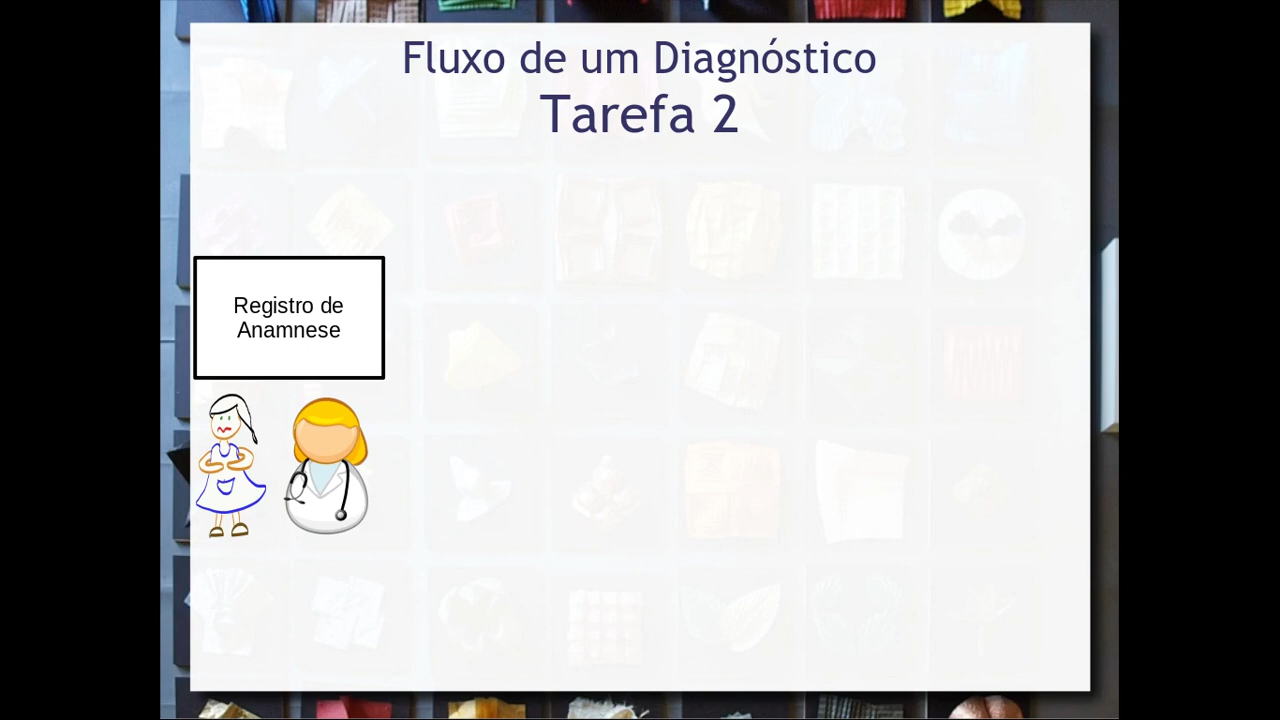 Fluxo de um Diagnóstico
Tarefa 2
Registro de
Anamnese